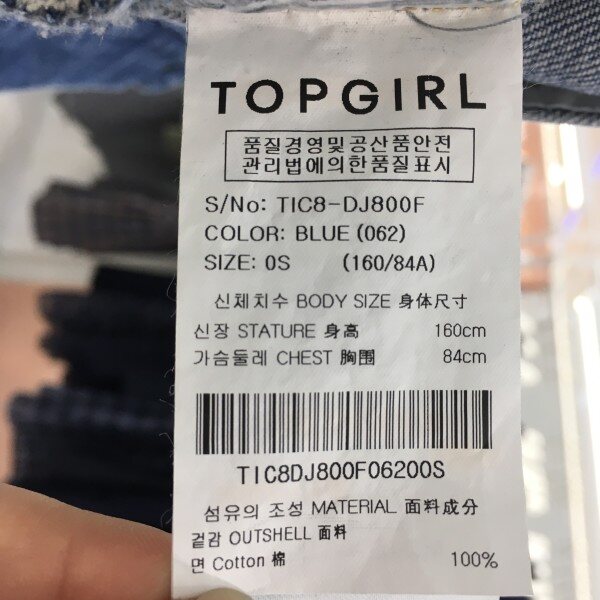 TOPGIRL
품질경영및공산품안전
관리법에의한품질표시
S/No: TIC8-DJ800F
COLOR: BLUE (062)
SIZE: 0S (160/84A)
신체치수 BODY SIZE 身体尺寸
신장 STATURE 身高 160cm
가슴둘레 CHEST 胸围 84cm
TIC8DJ800F06200S
섬유의 조성 MATERIAL 面料成分
겉감 OUTSHELL 面料
면 Cotton 棉 100%